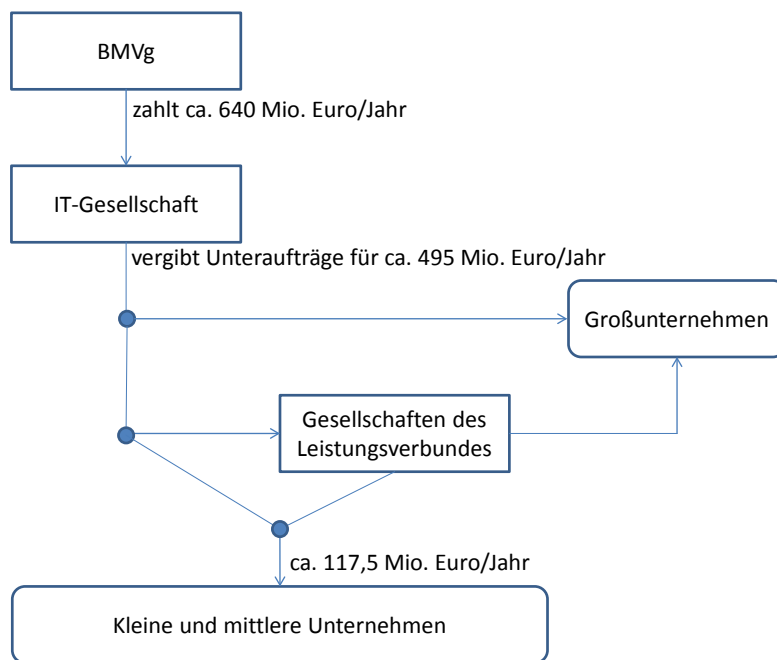 BMVg
zahlt ca. 640 Mio. Euro/Jahr
IT-Gesellschaft
vergibt Unteraufträge für ca. 495 Mio. Euro/Jahr
Großunternehmen
Gesellschaften des
Leistungsverbundes
ca. 117,5 Mio. Euro/Jahr
Kleine und mittlere Unternehmen